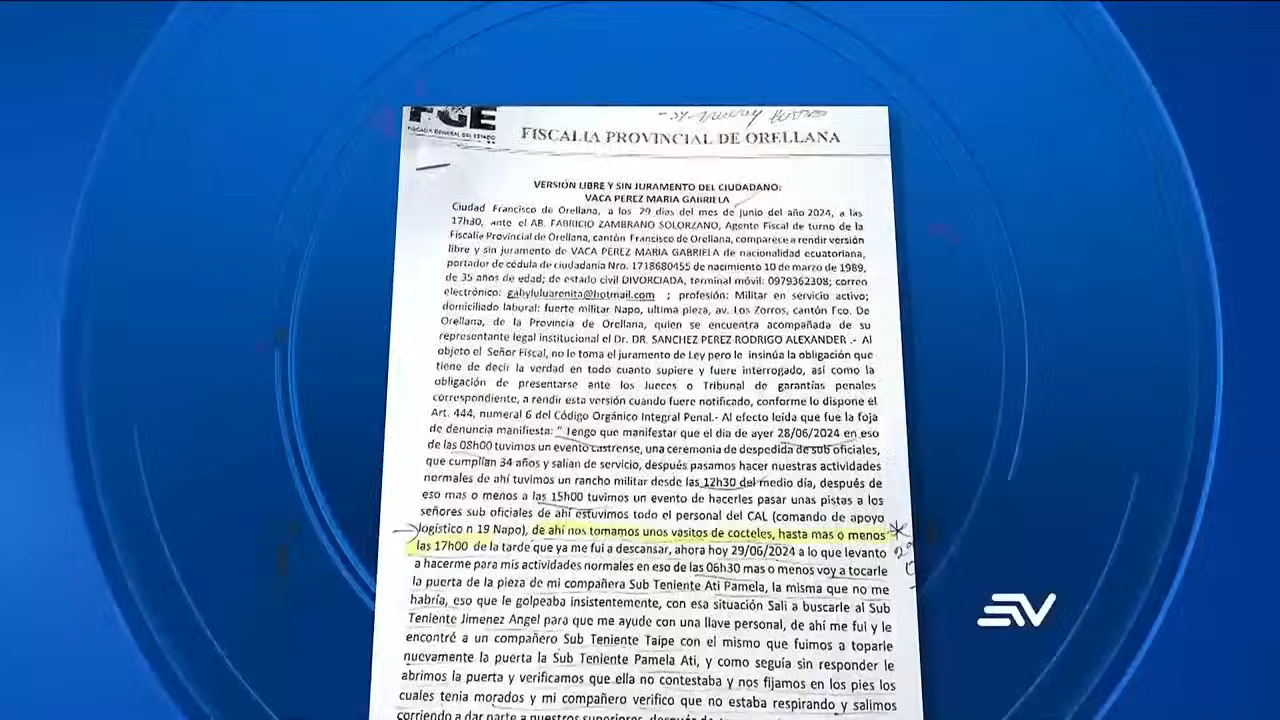 FGE
FISCALÍA GENERAL DEL ESTADO
FISCALIA PROVINCIAL DE ORELLANA
VERSIÓN LIBRE Y SIN JURAMENTO DEL CIUDADANO:
VACA PEREZ MARIA GABRIELA
Ciudad Francisco de Orellana, a los 29 días del mes de junio del año 2024, a las
17h30, ante el AB. FABRICIO ZAMBRANO SOLORZANO, Agente Fiscal de turno de la
Fiscalía Provincial de Orellana, cantón Francisco de Orellana, comparece a rendir versión
libre y sin juramento de VACA PEREZ MARIA GABRIELA de nacionalidad ecuatoriana,
portador de cédula de ciudadanía Nro. 1718680455 de nacimiento 10 de marzo de 1989,
de 35 años de edad; de estado civil DIVORCIADA, terminal móvil: 0979362308; correo
electrónico: gabyluluarenita@hotmail.com ; profesión: Militar en servicio activo;
domiciliado laboral: fuerte militar Napo, ultima pieza, av. Los Zorros, cantón Fco. De
Orellana, de la Provincia de Orellana, quien se encuentra acompañada de su
representante legal institucional el Dr. DR. SANCHEZ PEREZ RODRIGO ALEXANDER .- Al
objeto el Señor Fiscal, no le toma el juramento de Ley pero le insinúa la obligación que
tiene de decir la verdad en todo cuanto supiere y fuere interrogado, así como la
obligación de presentarse ante los Jueces o Tribunal de garantías penales
correspondiente, a rendir esta versión cuando fuere notificado, conforme lo dispone el
Art. 444, numeral 6 del Código Orgánico Integral Penal.- Al efecto leída que fue la foja
de denuncia manifiesta: " Tengo que manifestar que el día de ayer 28/06/2024 en eso
de las 08h00 tuvimos un evento castrense, una ceremonia de despedida de sub oficiales,
que cumplían 34 años y salían de servicio, después pasamos hacer nuestras actividades
normales de ahí tuvimos un rancho militar desde las 12h30 del medio día, después de
eso mas o menos a las 15h00 tuvimos un evento de hacerles pasar unas pistas a los
señores sub oficiales de ahí estuvimos todo el personal del CAL (comando de apoyo
logístico n 19 Napo), de ahí nos tomamos unos vasitos de cocteles, hasta mas o menos
las 17h00 de la tarde que ya me fui a descansar, ahora hoy 29/06/2024 a lo que levanto
a hacerme para mis actividades normales en eso de las 06h30 mas o menos voy a tocarle
la puerta de la pieza de mi compañera Sub Teniente Ati Pamela, la misma que no me
habría, eso que le golpeaba insistentemente, con esa situación Sali a buscarle al Sub
Teniente Jimenez Angel para que me ayude con una llave personal, de ahí me fui y le
encontré a un compañero Sub Teniente Taipe con el mismo que fuimos a toparle
nuevamente la puerta la Sub Teniente Pamela Ati, y como seguía sin responder le
abrimos la puerta y verificamos que ella no contestaba y nos fijamos en los pies los
cuales tenia morados y mi compañero verifico que no estaba respirando y salimos
corriendo a dar parte a nuestros superiores, después de